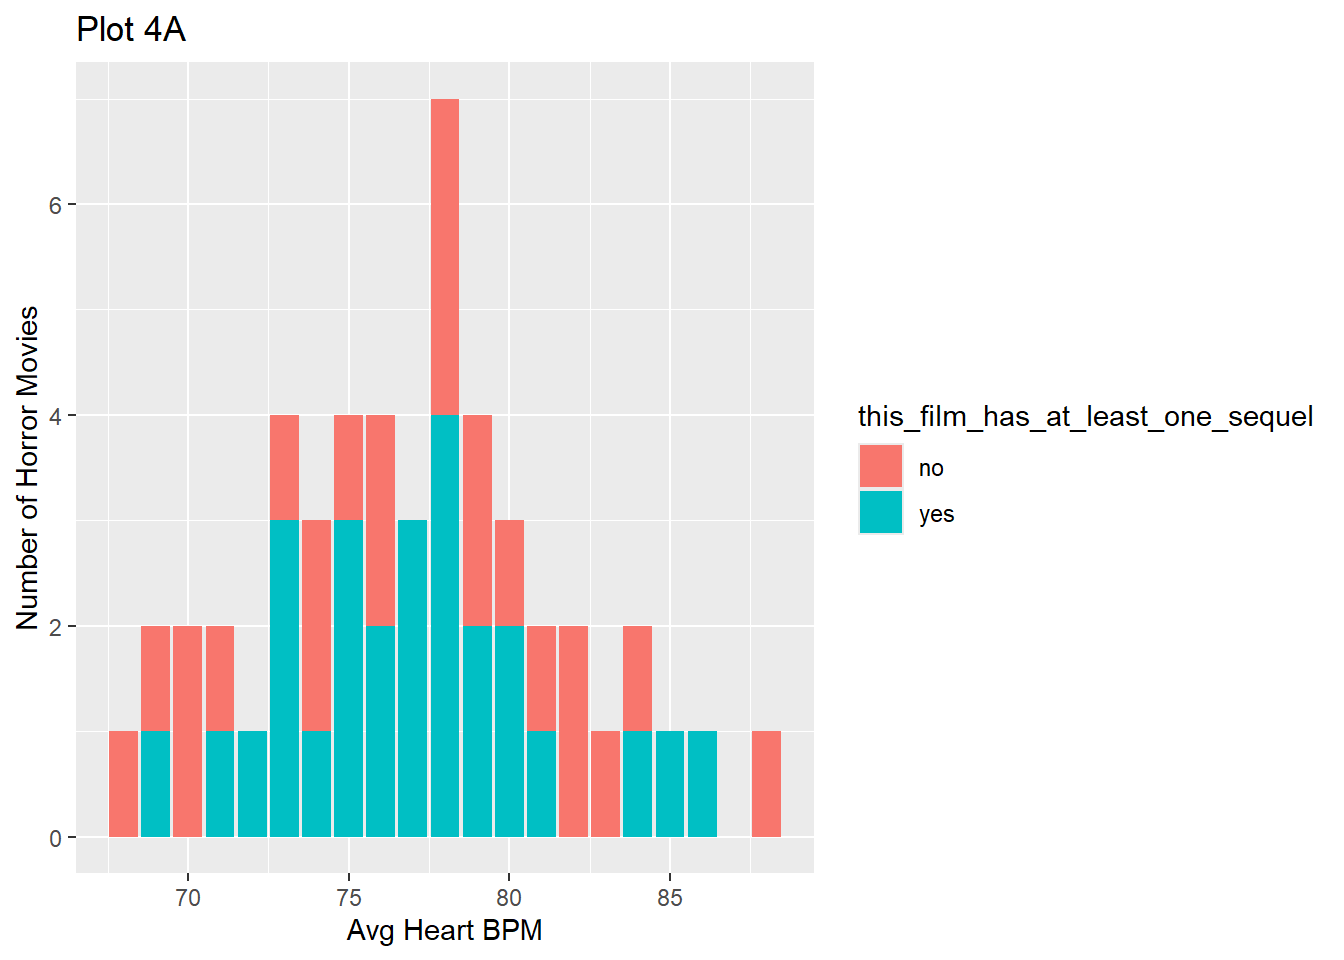 Plot 4A
Number of Horror Movies
6
4
2
0
70
75
80
85
Avg Heart BPM
this_film_has_at_least_one_sequel
no
yes